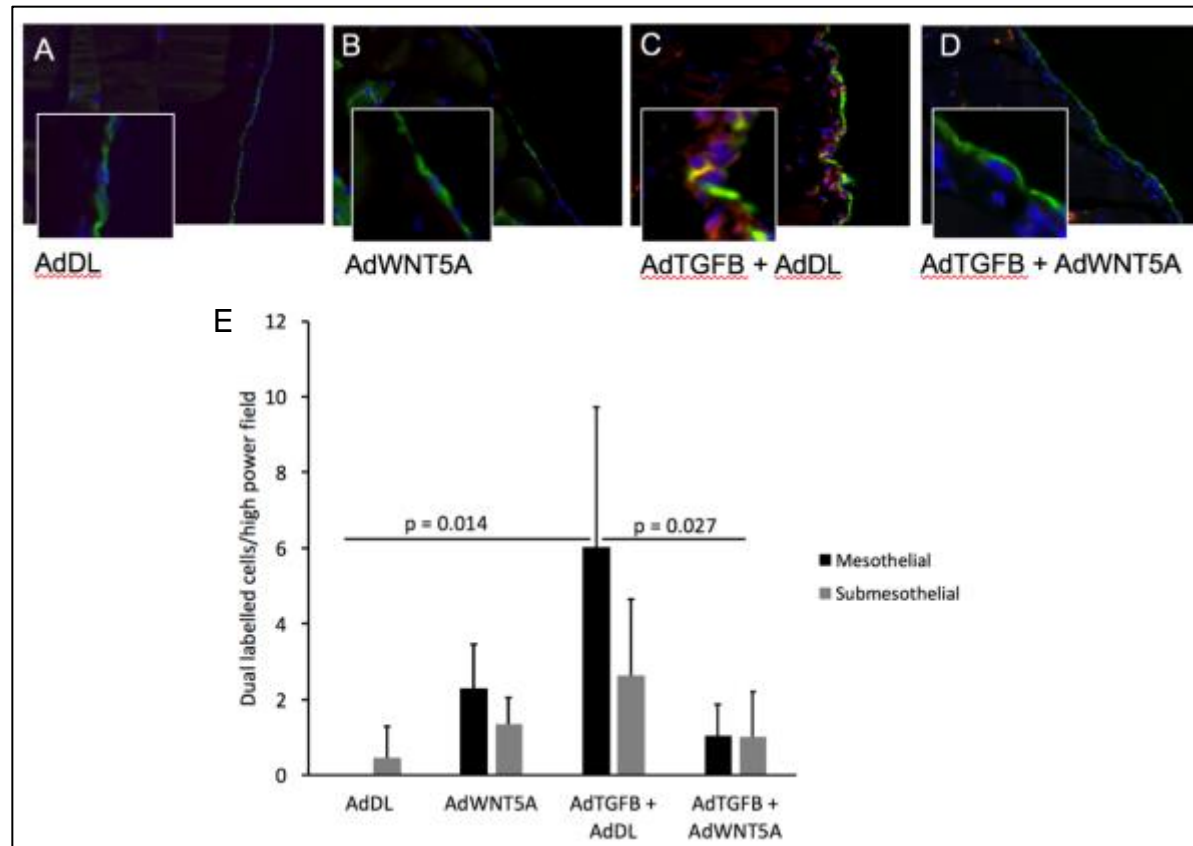 A
B
C
D
AdDL
AdWNT5A
AdTGFB + AdDL
AdTGFB + AdWNT5A
E
12
10
8
6
4
2
0
Dual labelled cells/high power field
p = 0.014
p = 0.027
Mesothelial
Submesothelial
AdDL
AdWNT5A
AdTGFB +
AdDL
AdTGFB +
AdWNT5A